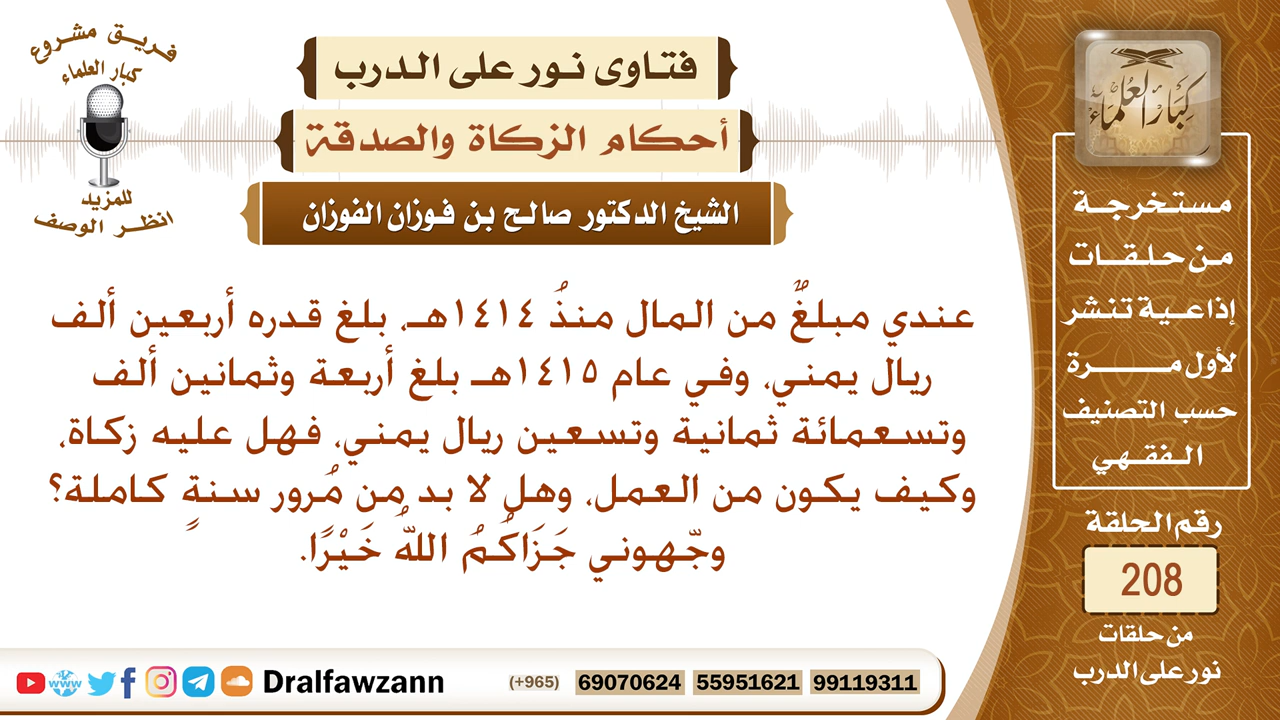 فريق مشروع
كبار العلماء
للمزيد
انظر الوصف
فتاوى نور على الدرب
أحكام الزكاة والصدقة
الشيخ الدكتور صالح بن فوزان الفوزان
عندي مبلغٌ من المال منذُ ١٤١٤هـ، بلغ قدره أربعين ألف
ريال يمني، وفي عام ١٤١٥هـ بلغ أربعة وثمانين ألف
وتسعمائة ثمانية وتسعين ريال يمني، فهل عليه زكاة،
وكيف يكون من العمل، وهل لا بد من مُرور سنةٍ كاملة؟
وجّهوني جَزَاكُمُ اللهُ خَيْرًا.
كبار العلماء
مستخرجة
من حلقات
إذاعية تنشر
لأول مرة
حسب التصنيف
الفقهي
رقم الحلقة
208
من حلقات
نور على الدرب
www
Dralfawzann
(+965) 69070624 55951621 99119311